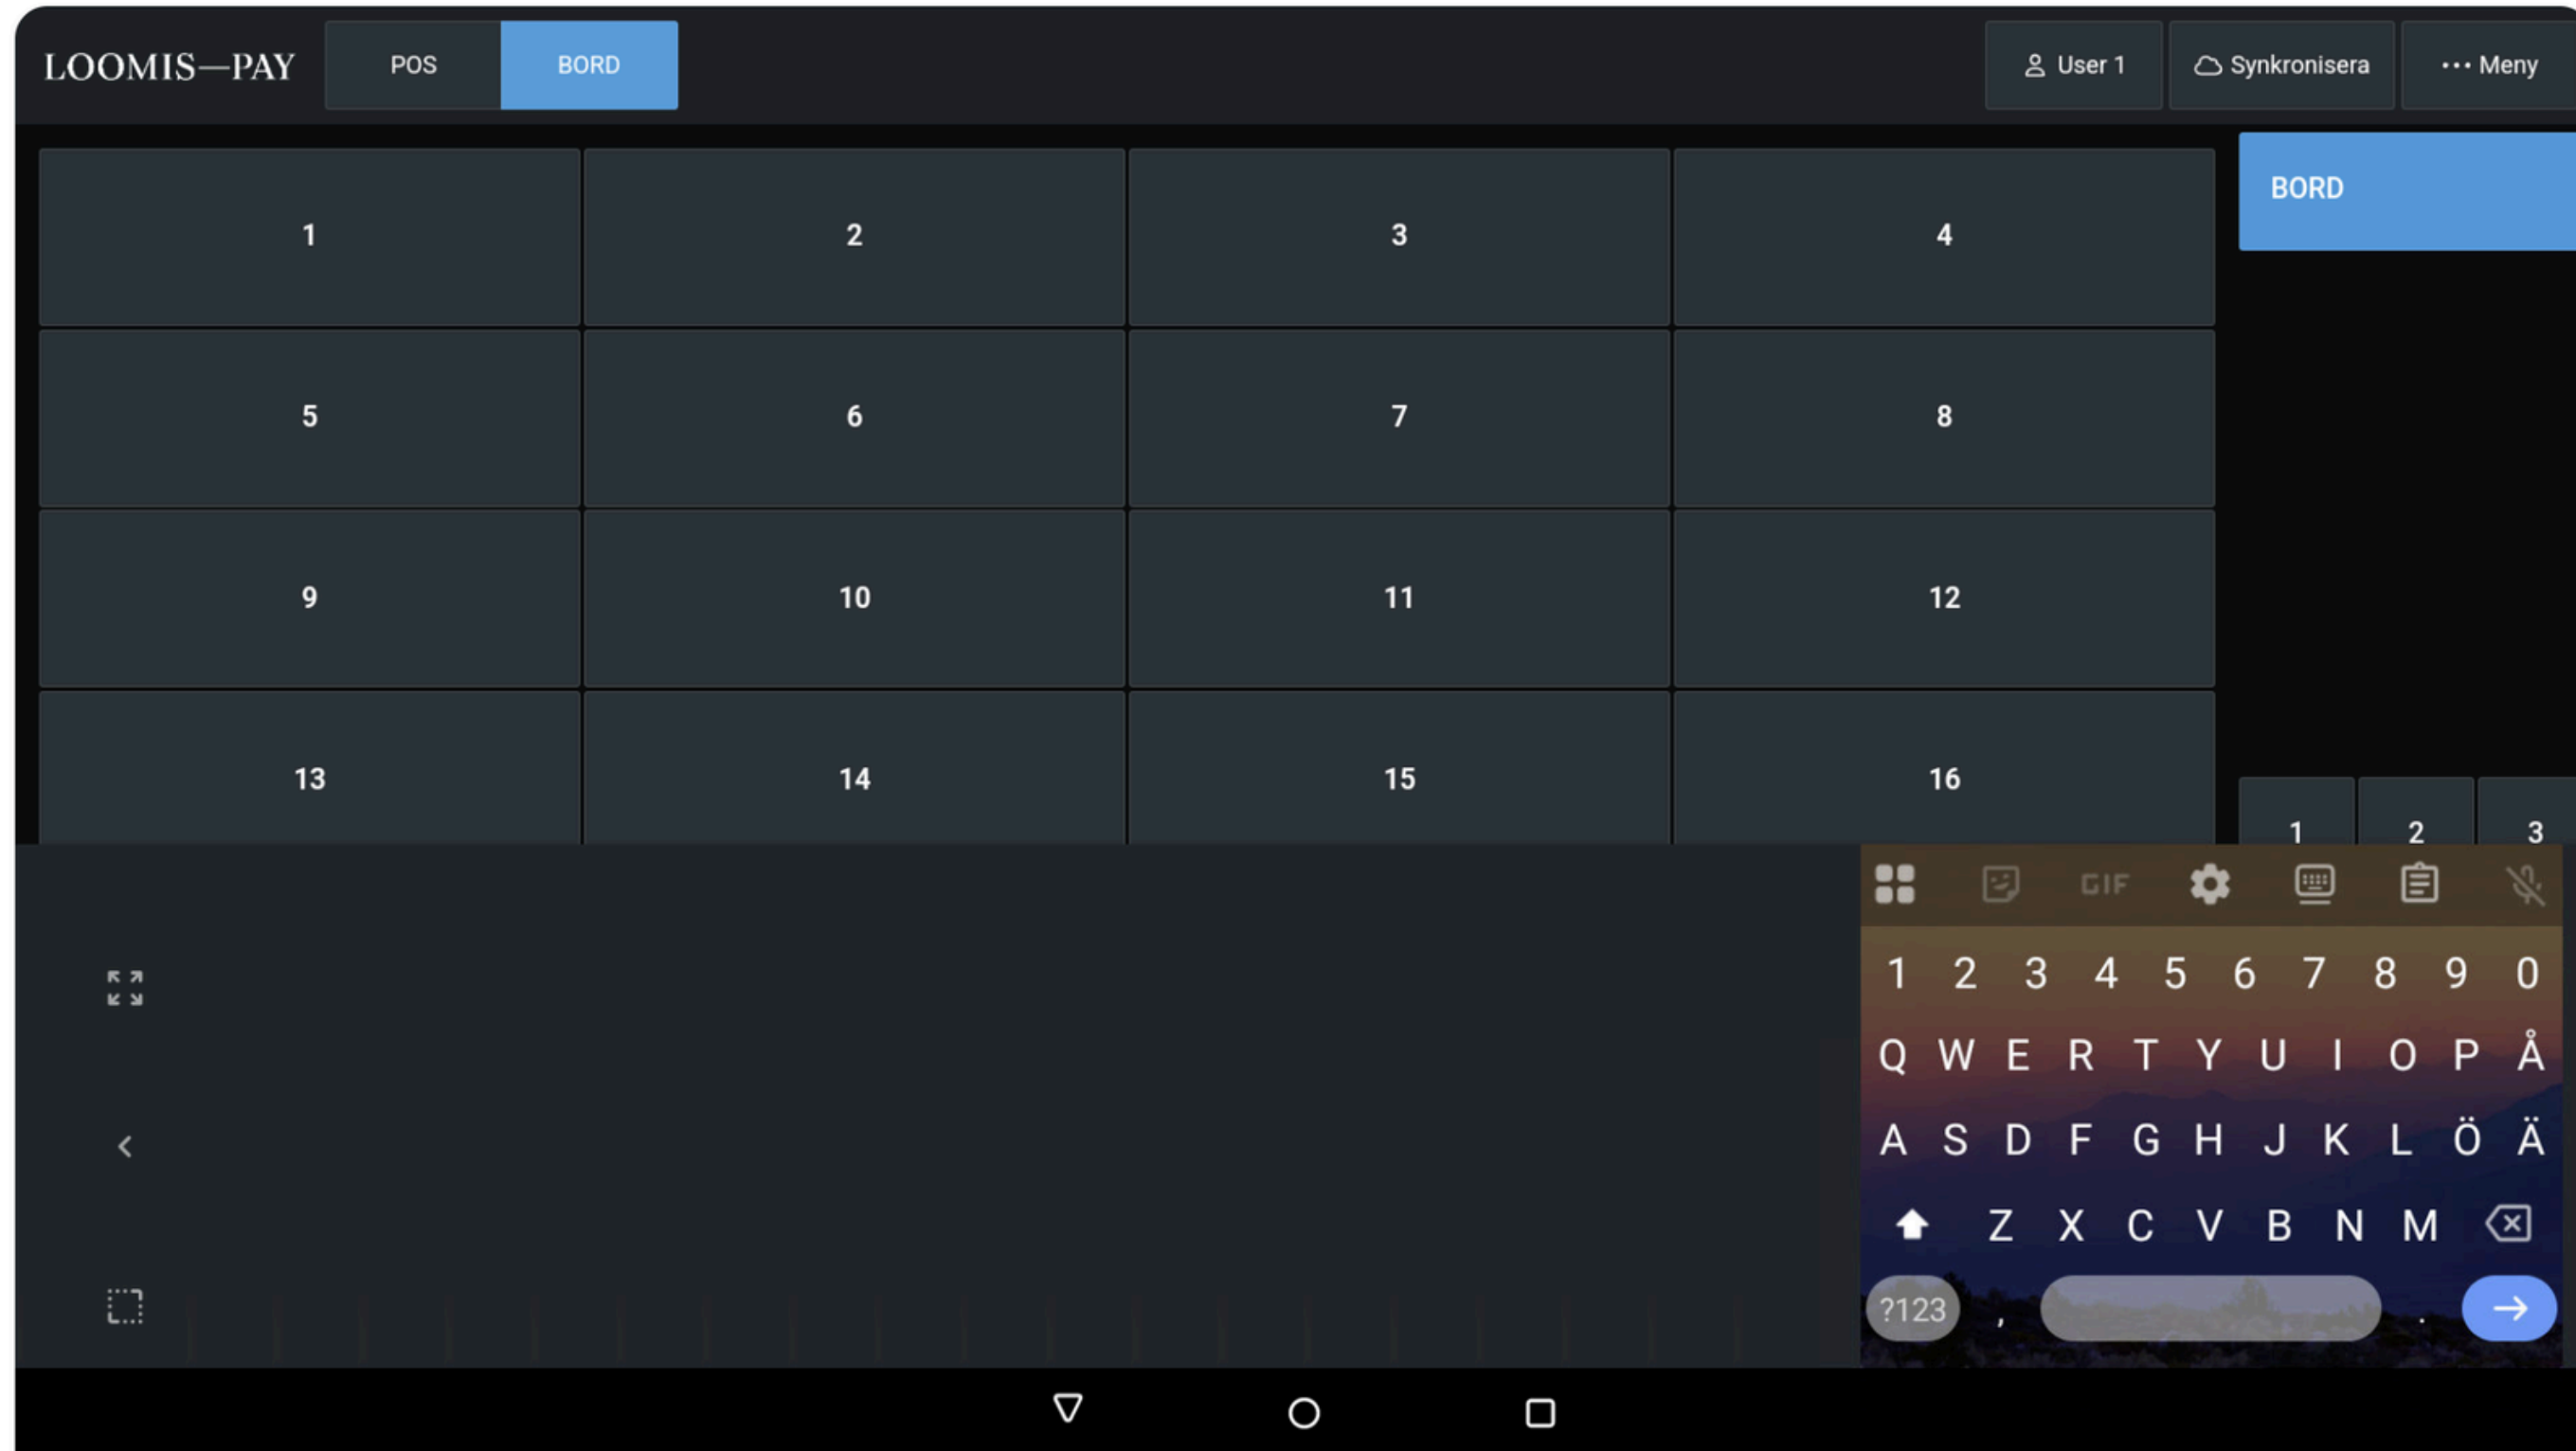 LOOMIS—PAY POS BORD User 1 Synkronisera ··· Meny
BORD
1 2 3 4
5 6 7 8
9 10 11 12
13 14 15 16
1 2 3
GIF
1 2 3 4 5 6 7 8 9 0
Q W E R T Y U I O P Å
A S D F G H J K L Ö Ä
Z X C V B N M
?123 , .